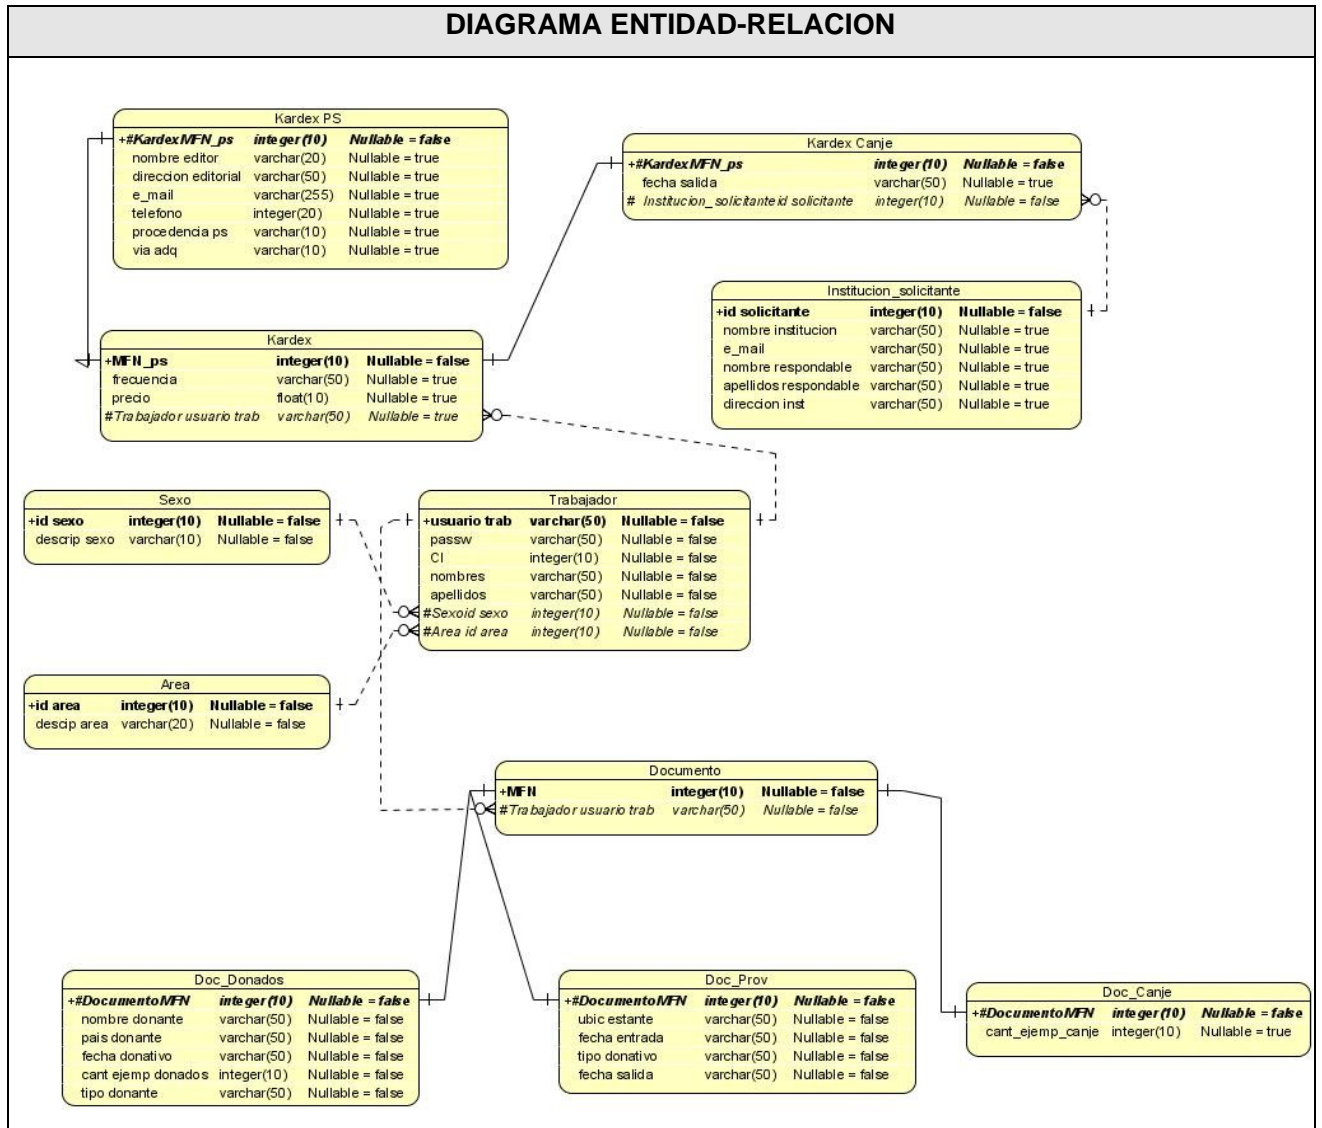 DIAGRAMA ENTIDAD-RELACION
Kardex PS
+#KardexMFN_ps integer(10) Nullable = false
nombre editor varchar(20) Nullable = true
direccion editorial varchar(50) Nullable = true
e_mail varchar(255) Nullable = true
telefono integer(20) Nullable = true
procedencia ps varchar(10) Nullable = true
via adq varchar(10) Nullable = true
Kardex Canje
+#KardexMFN_ps integer(10) Nullable = false
fecha salida varchar(50) Nullable = true
# Institucion_solicitanteid solicitante integer(10) Nullable = false
Institucion_solicitante
+id solicitante integer(10) Nullable = false
nombre institucion varchar(50) Nullable = true
e_mail varchar(50) Nullable = true
nombre respondable varchar(50) Nullable = true
apellidos respondable varchar(50) Nullable = true
direccion inst varchar(50) Nullable = true
Kardex
+MFN_ps integer(10) Nullable = false
frecuencia varchar(50) Nullable = true
precio float(10) Nullable = true
#Trabajador usuario trab varchar(50) Nullable = true
Sexo
+id sexo integer(10) Nullable = false
descrip sexo varchar(10) Nullable = false
Trabajador
+usuario trab varchar(50) Nullable = false
passw varchar(50) Nullable = false
CI integer(10) Nullable = false
nombres varchar(50) Nullable = false
apellidos varchar(50) Nullable = false
#Sexoid sexo integer(10) Nullable = false
#Area id area integer(10) Nullable = false
Area
+id area integer(10) Nullable = false
descip area varchar(20) Nullable = false
Documento
+MFN integer(10) Nullable = false
#Trabajador usuario trab varchar(50) Nullable = false
Doc_Donados
+#DocumentoMFN integer(10) Nullable = false
nombre donante varchar(50) Nullable = false
pais donante varchar(50) Nullable = false
fecha donativo varchar(50) Nullable = false
cant ejemp donados integer(10) Nullable = false
tipo donante varchar(50) Nullable = false
Doc_Prov
+#DocumentoMFN integer(10) Nullable = false
ubic estante varchar(50) Nullable = false
fecha entrada varchar(50) Nullable = false
tipo donativo varchar(50) Nullable = false
fecha salida varchar(50) Nullable = false
Doc_Canje
+#DocumentoMFN integer(10) Nullable = false
cant_ejemp_canje integer(10) Nullable = true